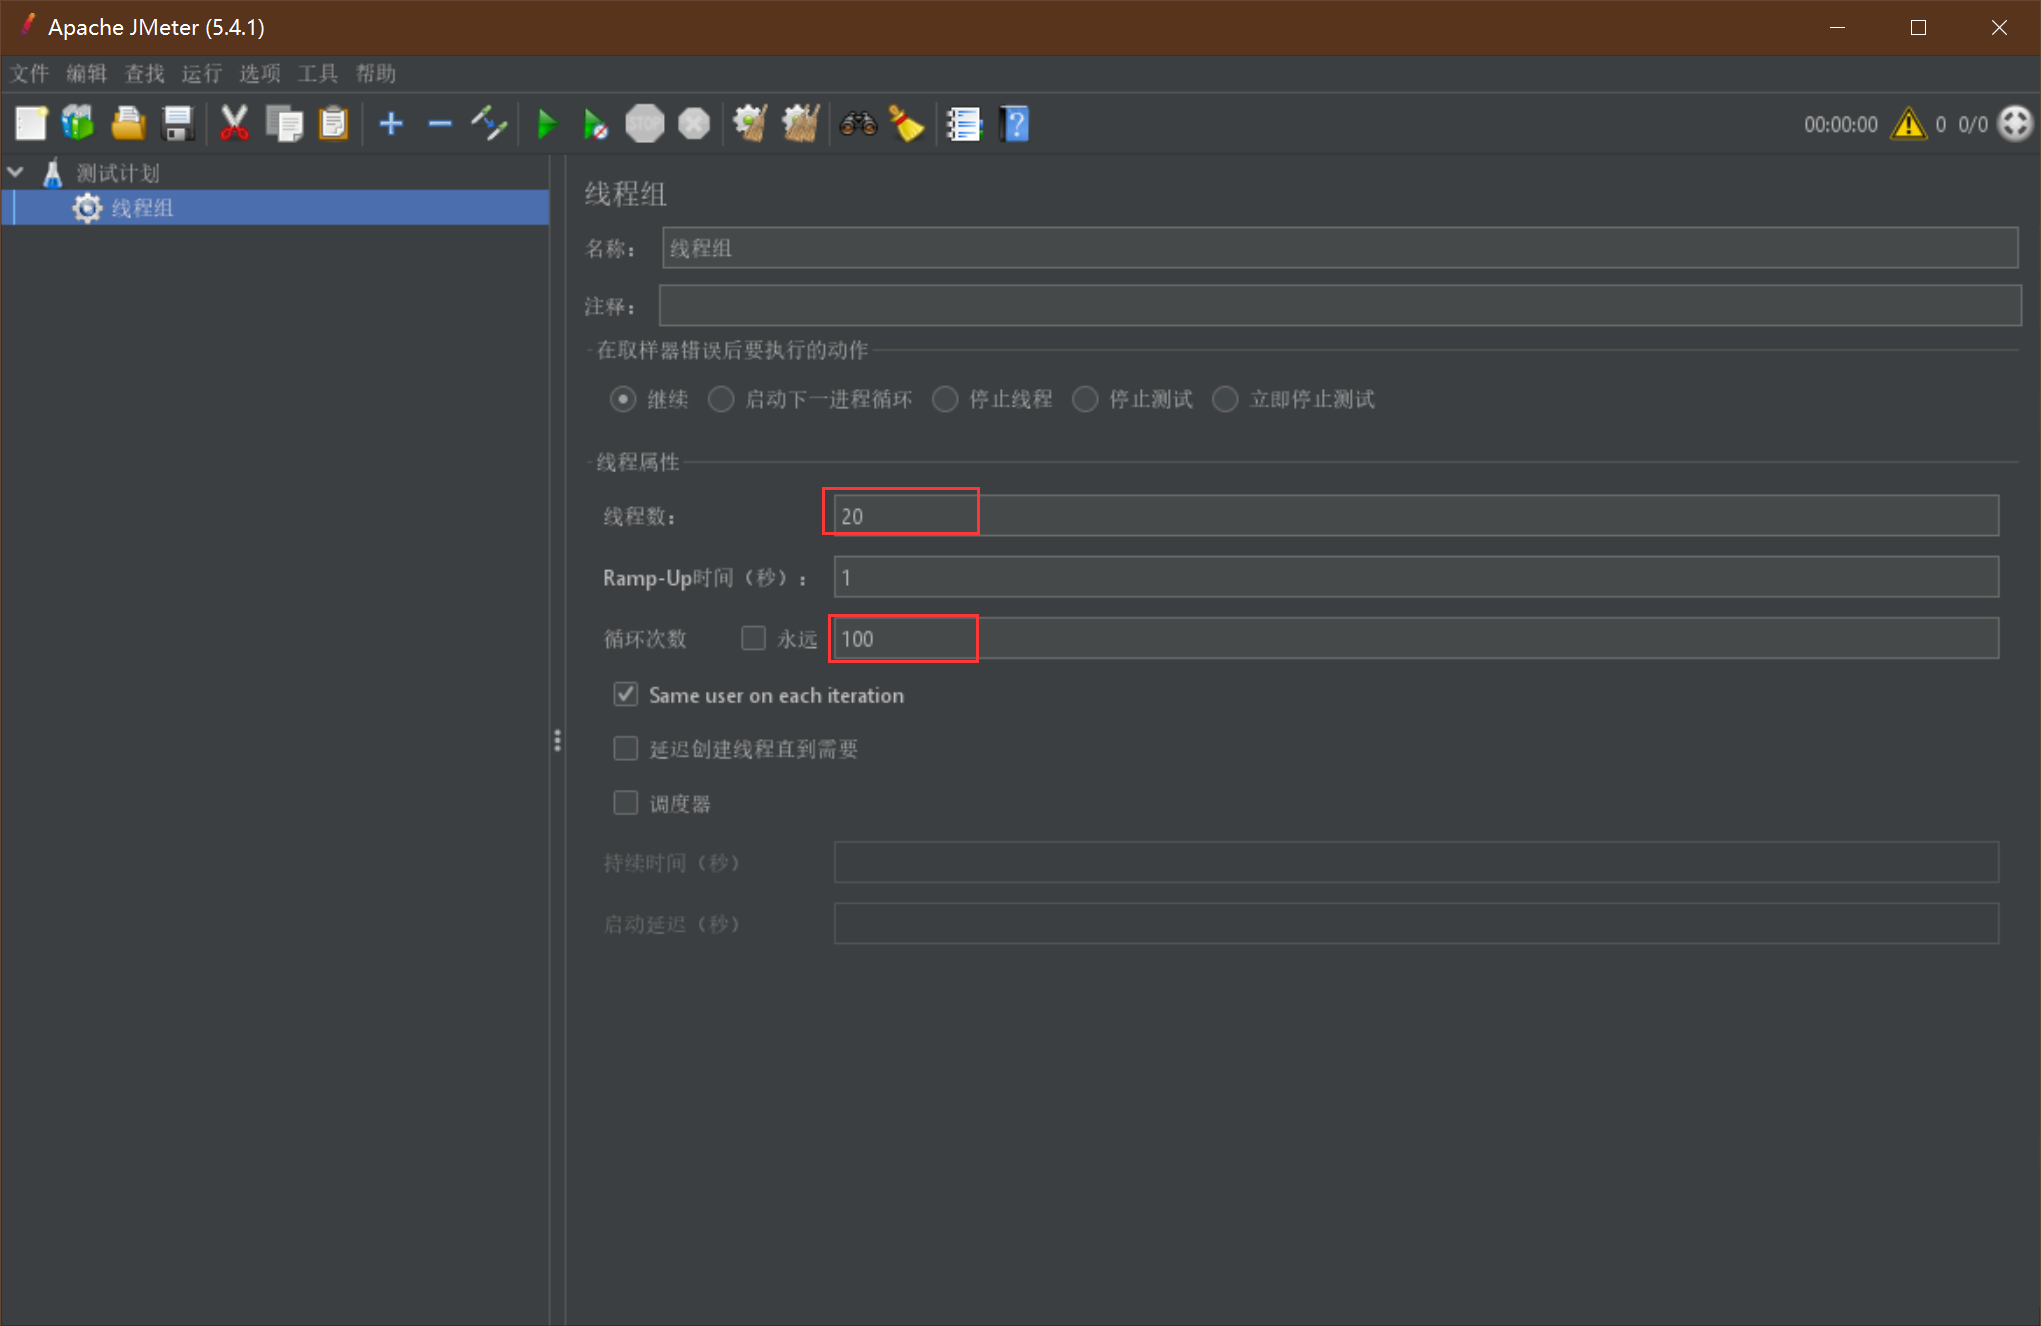 Apache JMeter (5.4.1)
文件 编辑 查找 运行 选项 工具 帮助
STOP
00:00:00 0 0/0
测试计划
线程组
线程组
名称： 线程组
注释：
在取样器错误后要执行的动作
继续 启动下一进程循环 停止线程 停止测试 立即停止测试
线程属性
线程数： 20
Ramp-Up时间（秒）： 1
循环次数 永远 100
Same user on each iteration
延迟创建线程直到需要
调度器
持续时间（秒）
启动延迟（秒）